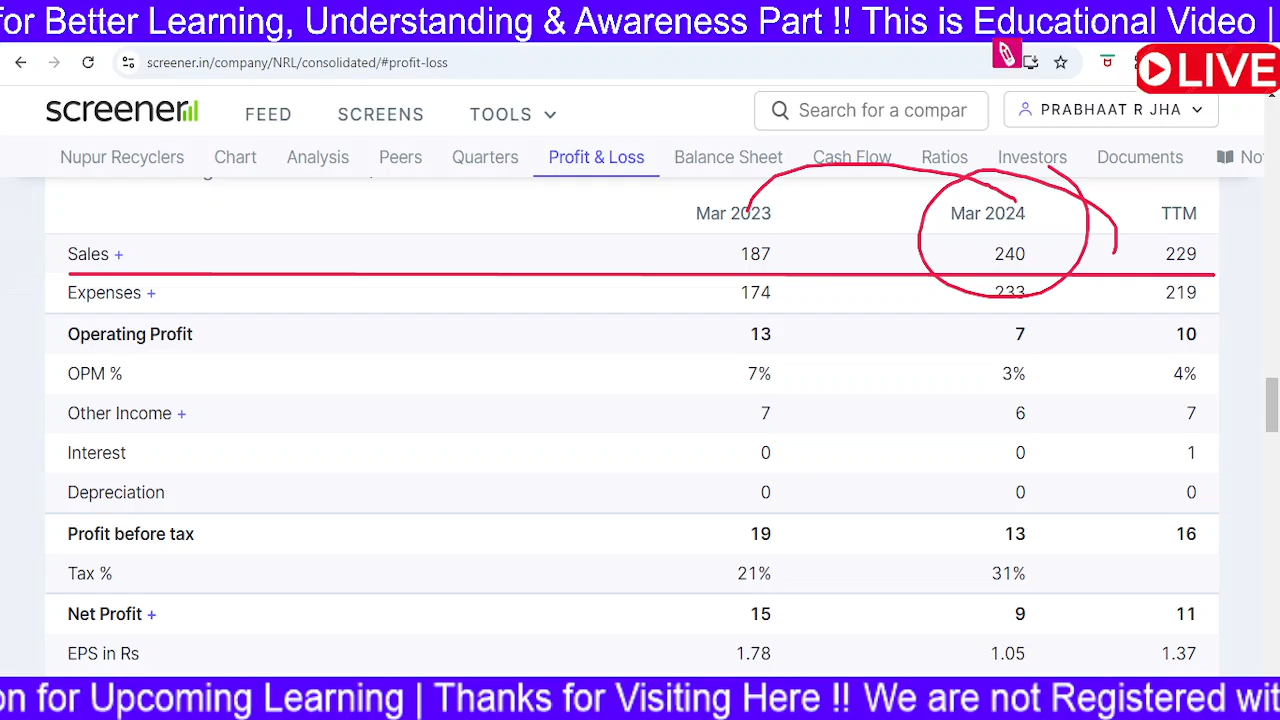 for Better Learning, Understanding & Awareness Part !! This is Educational Video |
screener.in/company/NRL/consolidated/#profit-loss
LIVE
screener
FEED SCREENS TOOLS
Search for a compar
PRABHAAT R JHA
Nupur Recyclers Chart Analysis Peers Quarters Profit & Loss Balance Sheet Cash Flow Ratios Investors Documents No
Mar 2023 Mar 2024 TTM
Sales + 187 240 229
Expenses + 174 233 219
Operating Profit 13 7 10
OPM % 7% 3% 4%
Other Income + 7 6 7
Interest 0 0 1
Depreciation 0 0 0
Profit before tax 19 13 16
Tax % 21% 31%
Net Profit + 15 9 11
EPS in Rs 1.78 1.05 1.37
on for Upcoming Learning | Thanks for Visiting Here !! We are not Registered wit